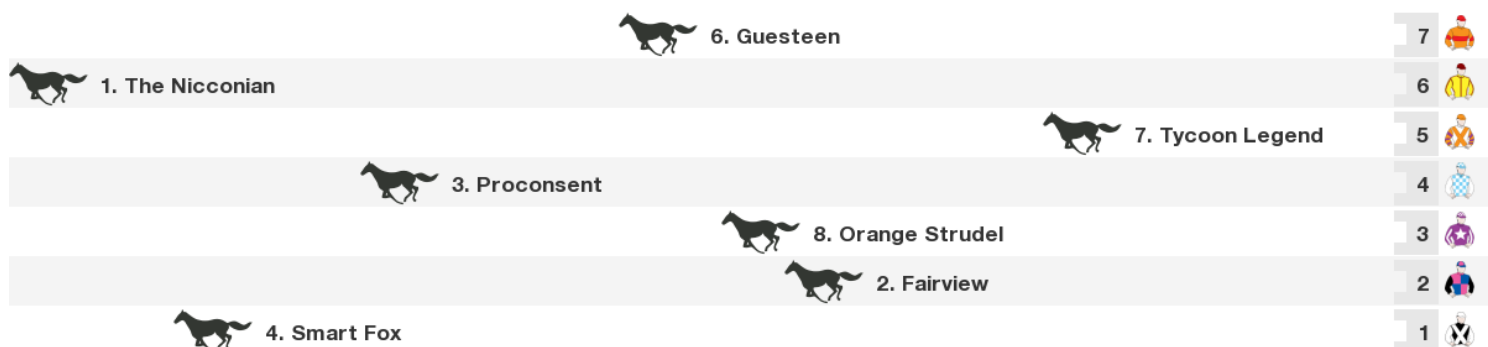 6. Guesteen 7
1. The Nicconian 6
7. Tycoon Legend 5
3. Proconsent 4
8. Orange Strudel 3
2. Fairview 2
4. Smart Fox 1